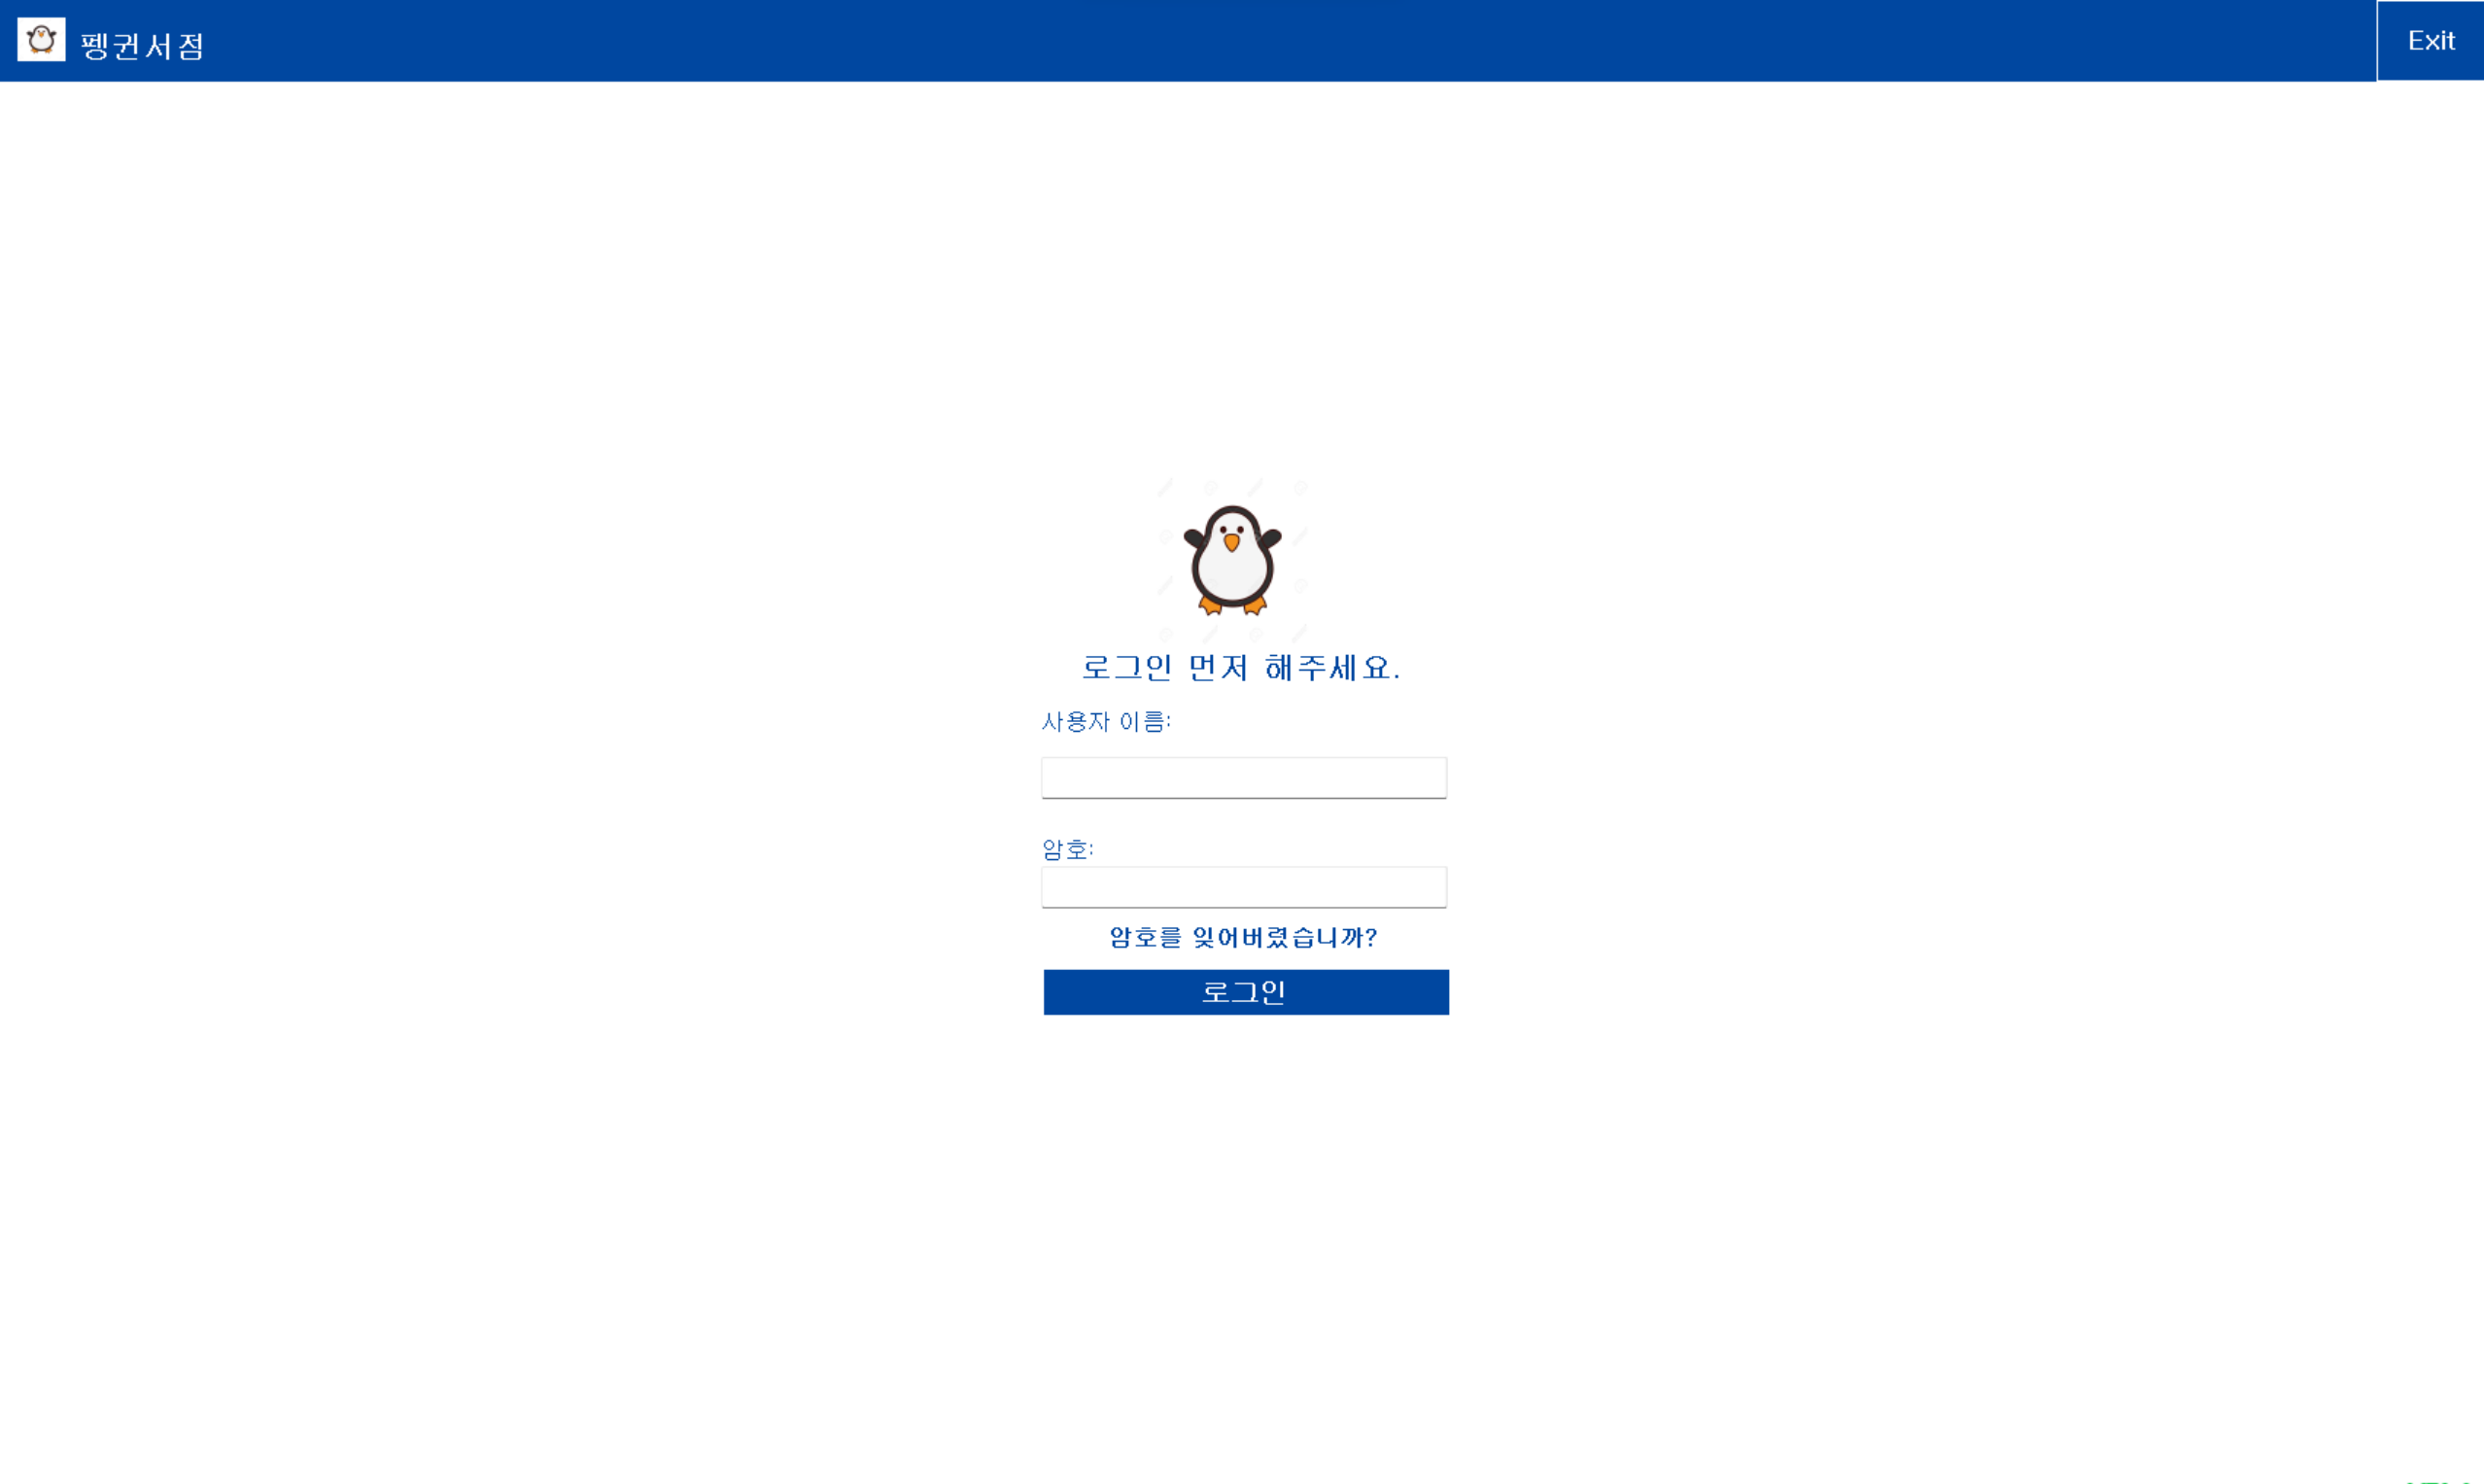 펭귄서점
Exit
로그인 먼저 해주세요.
사용자 이름:
암호:
암호를 잊어버렸습니까?
로그인